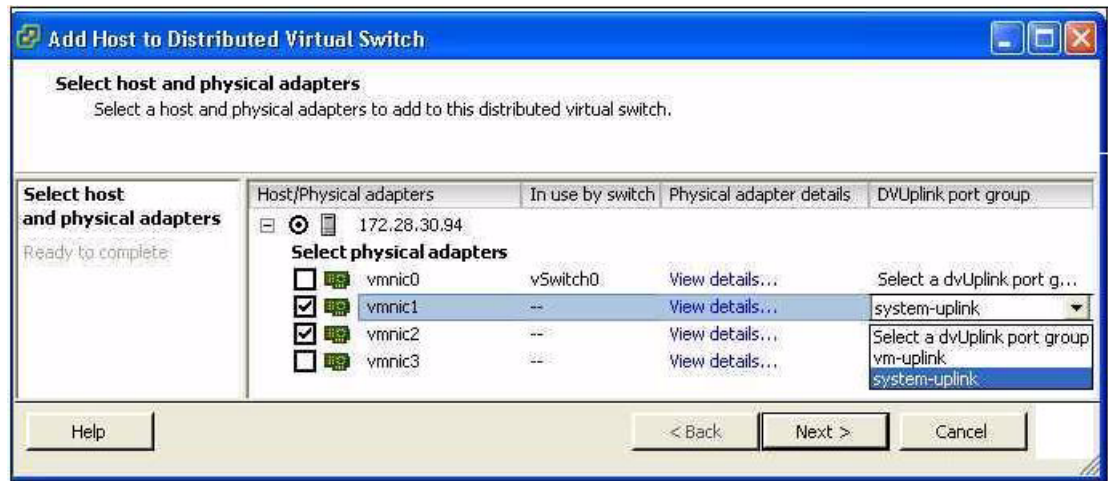 Add Host to Distributed Virtual Switch
Select host and physical adapters
Select a host and physical adapters to add to this distributed virtual switch.
Select host
and physical adapters
Ready to complete
Host/Physical adapters In use by switch Physical adapter details DVUplink port group
172.28.30.94
Select physical adapters
vmnic0 vSwitch0 View details... Select a dvUplink port g...
vmnic1 -- View details... system-uplink
vmnic2 -- View details... Select a dvUplink port group
vm-uplink
vmnic3 -- View details... system-uplink
Help < Back Next > Cancel